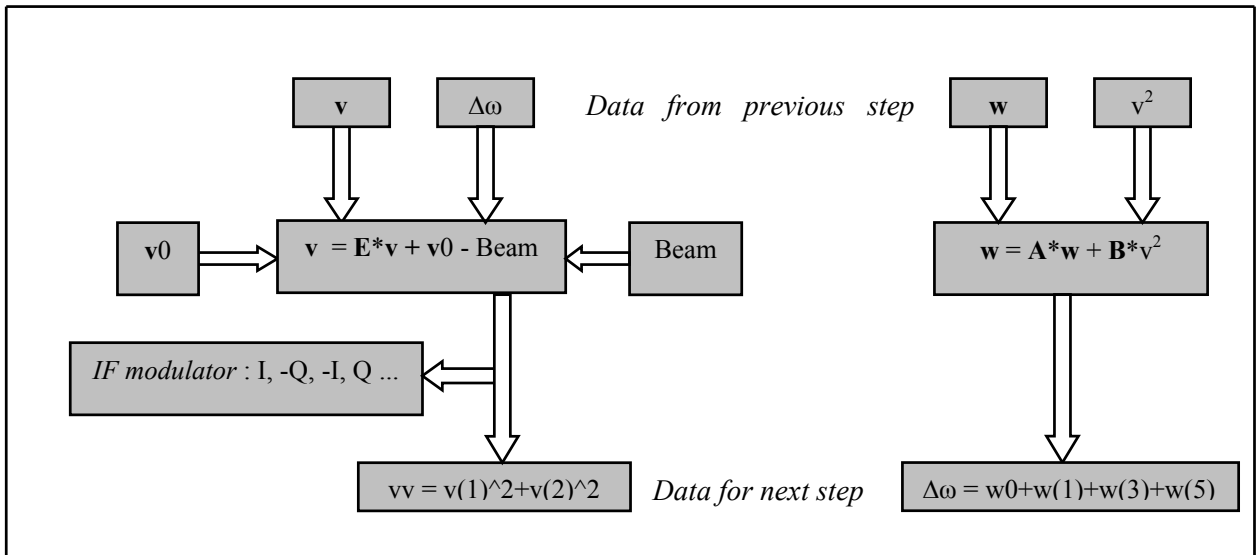 v
Δω
Data from previous step
w
v²
v0
v = E*v + v0 - Beam
Beam
w = A*w + B*v²
IF modulator : I, -Q, -I, Q ...
vv = v(1)^2+v(2)^2
Data for next step
Δω = w0+w(1)+w(3)+w(5)